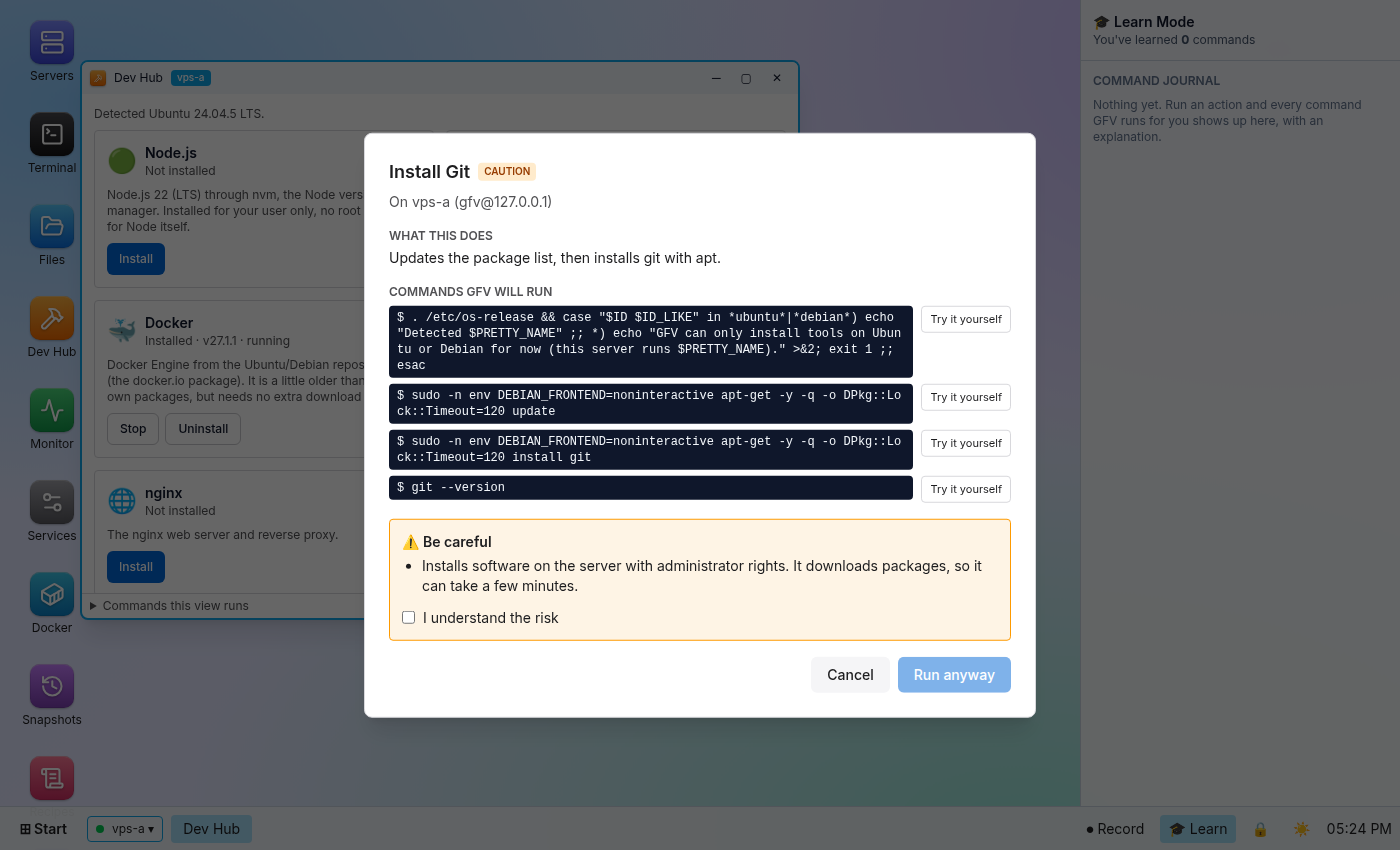 Servers
Terminal
Files
Dev Hub
Monitor
Services
Docker
Snapshots
Dev Hub vps-a
Detected Ubuntu 24.04.5 LTS.
Node.js
Not installed
Node.js 22 (LTS) through nvm, the Node vers
manager. Installed for your user only, no root
for Node itself.
Install
Docker
Installed · v27.1.1 · running
Docker Engine from the Ubuntu/Debian repos
(the docker.io package). It is a little older than
own packages, but needs no extra download
Stop Uninstall
nginx
Not installed
The nginx web server and reverse proxy.
Install
Commands this view runs
Install Git CAUTION
On vps-a (gfv@127.0.0.1)
WHAT THIS DOES
Updates the package list, then installs git with apt.
COMMANDS GFV WILL RUN
$ . /etc/os-release && case "$ID $ID_LIKE" in *ubuntu*|*debian*) echo
"Detected $PRETTY_NAME" ;; *) echo "GFV can only install tools on Ubun
tu or Debian for now (this server runs $PRETTY_NAME)." >&2; exit 1 ;;
esac
Try it yourself
$ sudo -n env DEBIAN_FRONTEND=noninteractive apt-get -y -q -o DPkg::Lo
ck::Timeout=120 update
Try it yourself
$ sudo -n env DEBIAN_FRONTEND=noninteractive apt-get -y -q -o DPkg::Lo
ck::Timeout=120 install git
Try it yourself
$ git --version
Try it yourself
⚠️ Be careful
• Installs software on the server with administrator rights. It downloads packages, so it
can take a few minutes.
I understand the risk
Cancel Run anyway
🎓 Learn Mode
You've learned 0 commands
COMMAND JOURNAL
Nothing yet. Run an action and every command
GFV runs for you shows up here, with an
explanation.
⊞ Start vps-a ▾ Dev Hub ● Record 🎓 Learn 🔒 ☀️ 05:24 PM